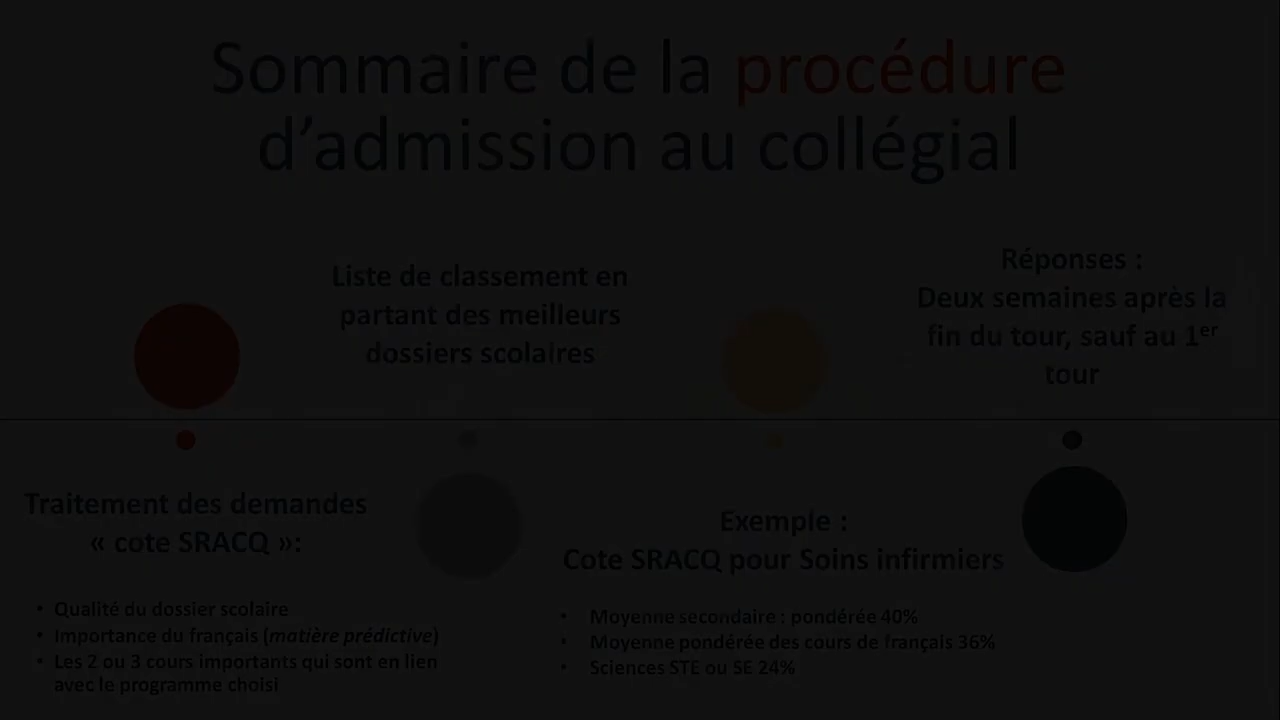 Sommaire de la procédure
d’admission au collégial
Liste de classement en
partant des meilleurs
dossiers scolaires
Réponses :
Deux semaines après la
fin du tour, sauf au 1er
tour
Traitement des demandes
« cote SRACQ »:
• Qualité du dossier scolaire
• Importance du français (matière prédictive)
• Les 2 ou 3 cours importants qui sont en lien
avec le programme choisi
Exemple :
Cote SRACQ pour Soins infirmiers
• Moyenne secondaire : pondérée 40%
• Moyenne pondérée des cours de français 36%
• Sciences STE ou SE 24%